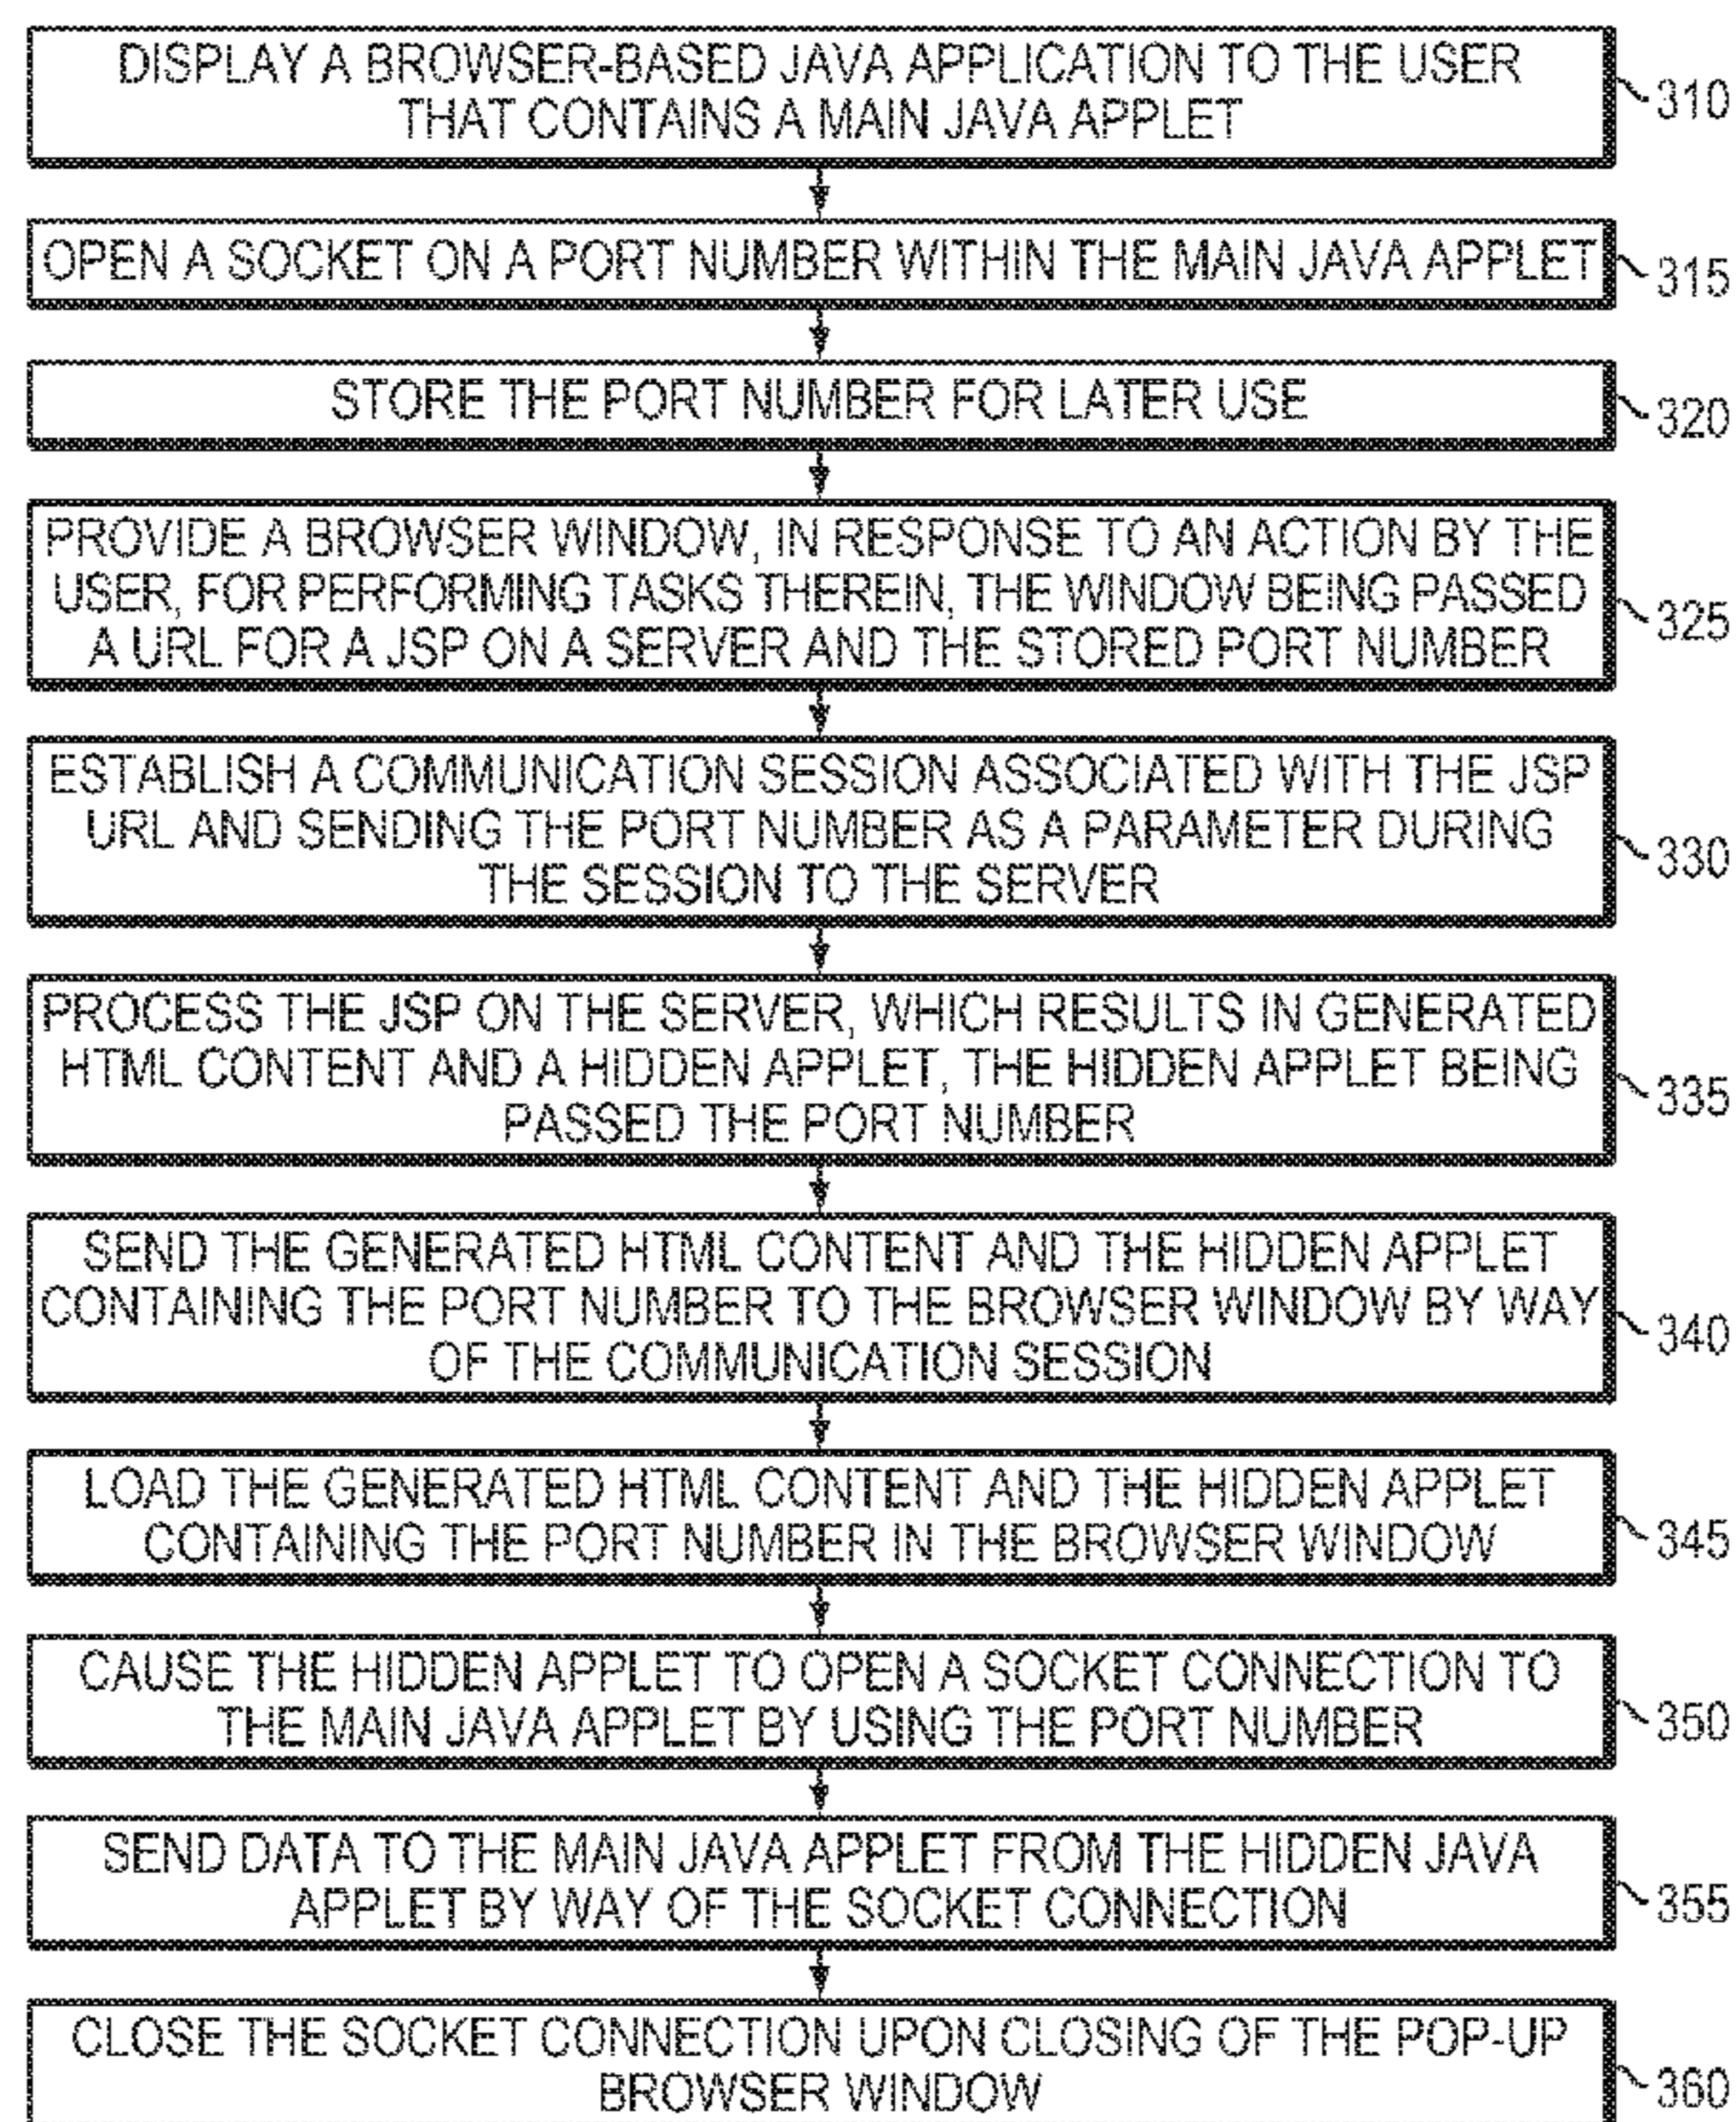 DISPLAY A BROWSER-BASED JAVA APPLICATION TO THE USER
THAT CONTAINS A MAIN JAVA APPLET
310
OPEN A SOCKET ON A PORT NUMBER WITHIN THE MAIN JAVA APPLET
315
STORE THE PORT NUMBER FOR LATER USE
320
PROVIDE A BROWSER WINDOW, IN RESPONSE TO AN ACTION BY THE
USER, FOR PERFORMING TASKS THEREIN, THE WINDOW BEING PASSED
A URL FOR A JSP ON A SERVER AND THE STORED PORT NUMBER
325
ESTABLISH A COMMUNICATION SESSION ASSOCIATED WITH THE JSP
URL AND SENDING THE PORT NUMBER AS A PARAMETER DURING
THE SESSION TO THE SERVER
330
PROCESS THE JSP ON THE SERVER, WHICH RESULTS IN GENERATED
HTML CONTENT AND A HIDDEN APPLET, THE HIDDEN APPLET BEING
PASSED THE PORT NUMBER
335
SEND THE GENERATED HTML CONTENT AND THE HIDDEN APPLET
CONTAINING THE PORT NUMBER TO THE BROWSER WINDOW BY WAY
OF THE COMMUNICATION SESSION
340
LOAD THE GENERATED HTML CONTENT AND THE HIDDEN APPLET
CONTAINING THE PORT NUMBER IN THE BROWSER WINDOW
345
CAUSE THE HIDDEN APPLET TO OPEN A SOCKET CONNECTION TO
THE MAIN JAVA APPLET BY USING THE PORT NUMBER
350
SEND DATA TO THE MAIN JAVA APPLET FROM THE HIDDEN JAVA
APPLET BY WAY OF THE SOCKET CONNECTION
355
CLOSE THE SOCKET CONNECTION UPON CLOSING OF THE POP-UP
BROWSER WINDOW
360